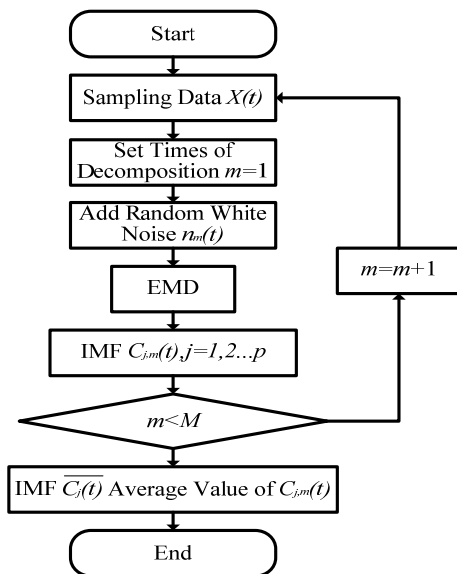 Start
Sampling Data X(t)
Set Times of
Decomposition m=1
Add Random White
Noise nₘ(t)
EMD
m=m+1
IMF Cⱼ,ₘ(t),j=1,2...p
m<M
IMF C̅ⱼ̅(̅t̅)̅ Average Value of Cⱼ,ₘ(t)
End